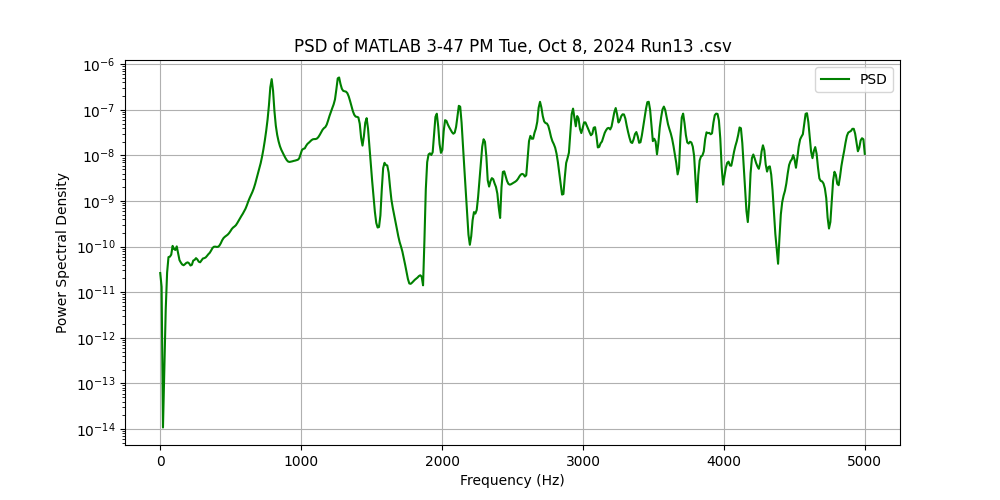 PSD of MATLAB 3-47 PM Tue, Oct 8, 2024 Run13 .csv
PSD
Power Spectral Density
10⁻⁶
10⁻⁷
10⁻⁸
10⁻⁹
10⁻¹⁰
10⁻¹¹
10⁻¹²
10⁻¹³
10⁻¹⁴
0 1000 2000 3000 4000 5000
Frequency (Hz)